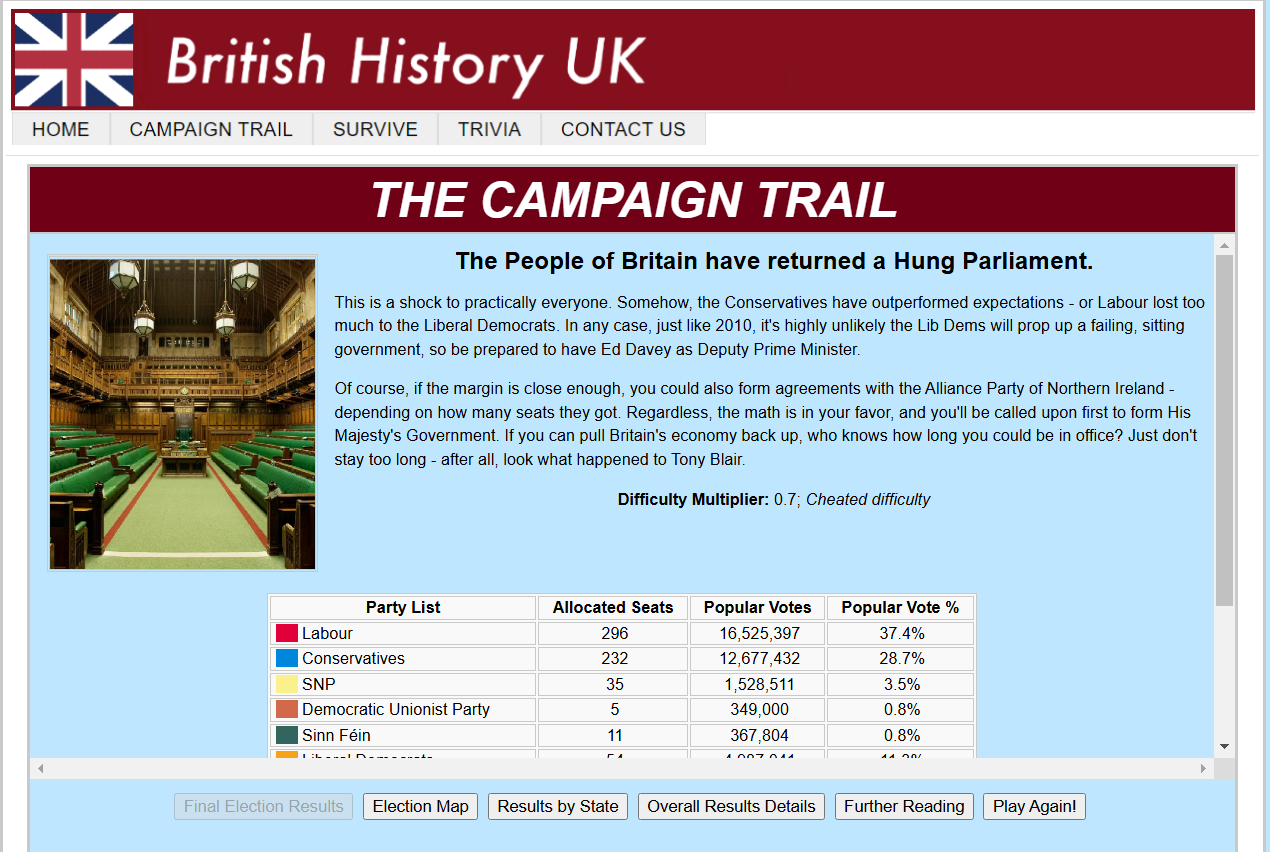 British History UK
HOME CAMPAIGN TRAIL SURVIVE TRIVIA CONTACT US
THE CAMPAIGN TRAIL
The People of Britain have returned a Hung Parliament.
This is a shock to practically everyone. Somehow, the Conservatives have outperformed expectations - or Labour lost too
much to the Liberal Democrats. In any case, just like 2010, it's highly unlikely the Lib Dems will prop up a failing, sitting
government, so be prepared to have Ed Davey as Deputy Prime Minister.
Of course, if the margin is close enough, you could also form agreements with the Alliance Party of Northern Ireland -
depending on how many seats they got. Regardless, the math is in your favor, and you'll be called upon first to form His
Majesty's Government. If you can pull Britain's economy back up, who knows how long you could be in office? Just don't
stay too long - after all, look what happened to Tony Blair.
Difficulty Multiplier: 0.7; Cheated difficulty
Party List Allocated Seats Popular Votes Popular Vote %
Labour 296 16,525,397 37.4%
Conservatives 232 12,677,432 28.7%
SNP 35 1,528,511 3.5%
Democratic Unionist Party 5 349,000 0.8%
Sinn Féin 11 367,804 0.8%
Liberal Democrats
Final Election Results Election Map Results by State Overall Results Details Further Reading Play Again!